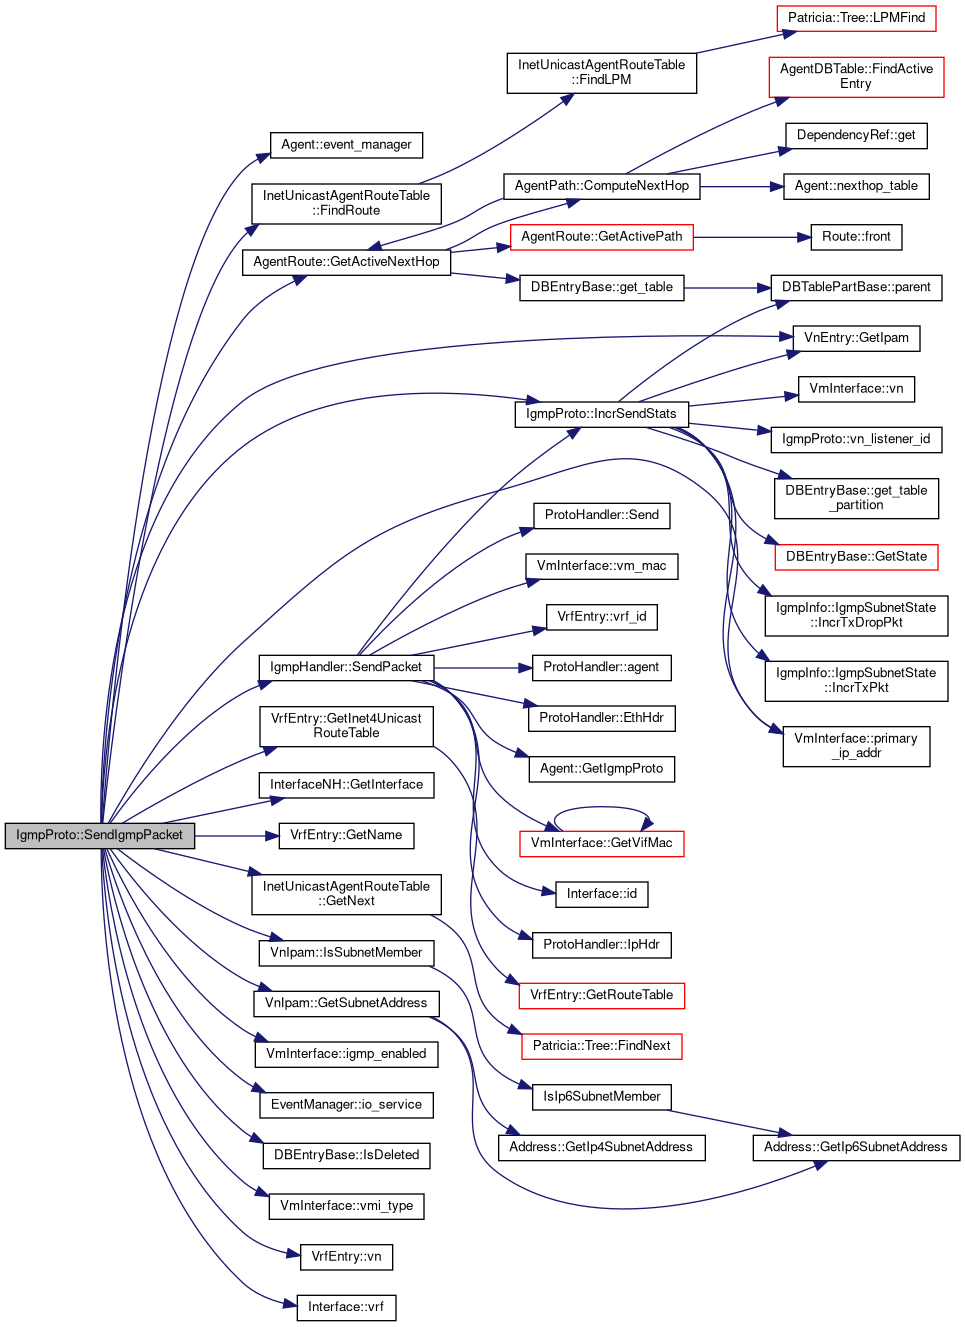 Patricia::Tree::LPMFind
InetUnicastAgentRouteTable
::FindLPM
AgentDBTable::FindActive
Entry
Agent::event_manager
DependencyRef::get
InetUnicastAgentRouteTable
::FindRoute
AgentPath::ComputeNextHop
Agent::nexthop_table
AgentRoute::GetActivePath
Route::front
AgentRoute::GetActiveNextHop
DBEntryBase::get_table
DBTablePartBase::parent
VnEntry::GetIpam
VmInterface::vn
IgmpProto::IncrSendStats
IgmpProto::vn_listener_id
DBEntryBase::get_table
_partition
ProtoHandler::Send
DBEntryBase::GetState
VmInterface::vm_mac
IgmpInfo::IgmpSubnetState
::IncrTxDropPkt
VrfEntry::vrf_id
IgmpHandler::SendPacket
ProtoHandler::agent
IgmpInfo::IgmpSubnetState
::IncrTxPkt
VrfEntry::GetInet4Unicast
RouteTable
ProtoHandler::EthHdr
VmInterface::primary
_ip_addr
Agent::GetIgmpProto
InterfaceNH::GetInterface
IgmpProto::SendIgmpPacket
VrfEntry::GetName
VmInterface::GetVifMac
InetUnicastAgentRouteTable
::GetNext
Interface::id
VnIpam::IsSubnetMember
ProtoHandler::IpHdr
VnIpam::GetSubnetAddress
VrfEntry::GetRouteTable
VmInterface::igmp_enabled
Patricia::Tree::FindNext
EventManager::io_service
IsIp6SubnetMember
DBEntryBase::IsDeleted
Address::GetIp4SubnetAddress
Address::GetIp6SubnetAddress
VmInterface::vmi_type
VrfEntry::vn
Interface::vrf